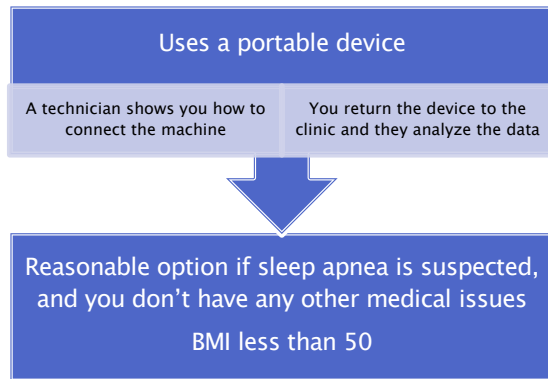 Uses a portable device
A technician shows you how to
connect the machine
You return the device to the
clinic and they analyze the data
Reasonable option if sleep apnea is suspected,
and you don’t have any other medical issues
BMI less than 50